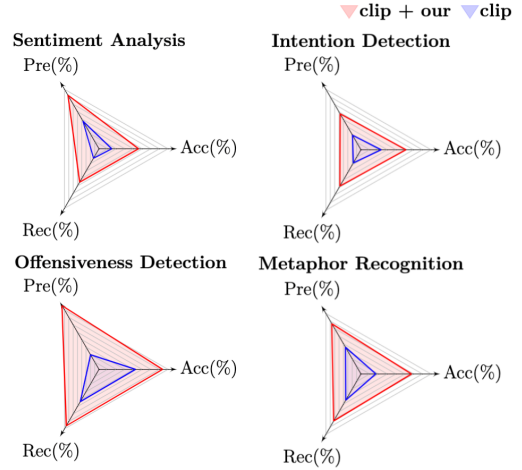 clip + our clip
Sentiment Analysis
Pre(%)
Acc(%)
Rec(%)
Intention Detection
Pre(%)
Acc(%)
Rec(%)
Offensiveness Detection
Pre(%)
Acc(%)
Rec(%)
Metaphor Recognition
Pre(%)
Acc(%)
Rec(%)